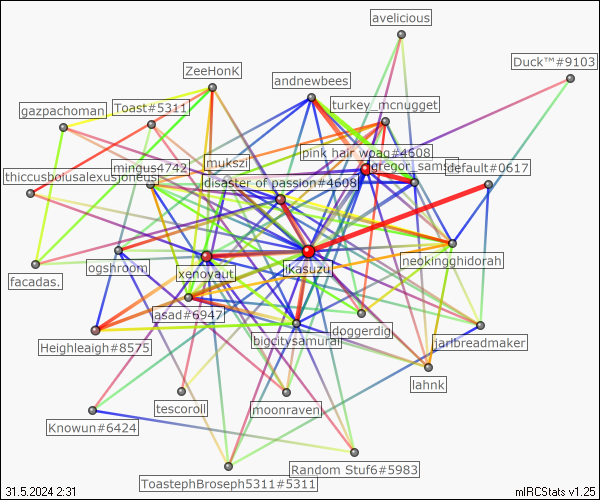 avelicious
Duck™#9103
ZeeHonK
andnewbees
turkey_mcnugget
gazpachoman
Toast#5311
pink hair woag#4608
mukszi
mingus4742
gregor_samsa
default#0617
disaster of passion#4608
facadas.
ogshroom
xenoyaut
ikasuzu
neokingghidorah
asad#6947
doggerdig
bigcitysamurai
jarlbreadmaker
Heighleaigh#8575
lahnk
tescoroll
moonraven
Knowun#6424
Random Stuf6#5983
ToastephBroseph5311#5311
31.5.2024 2:31
mIRCStats v1.25